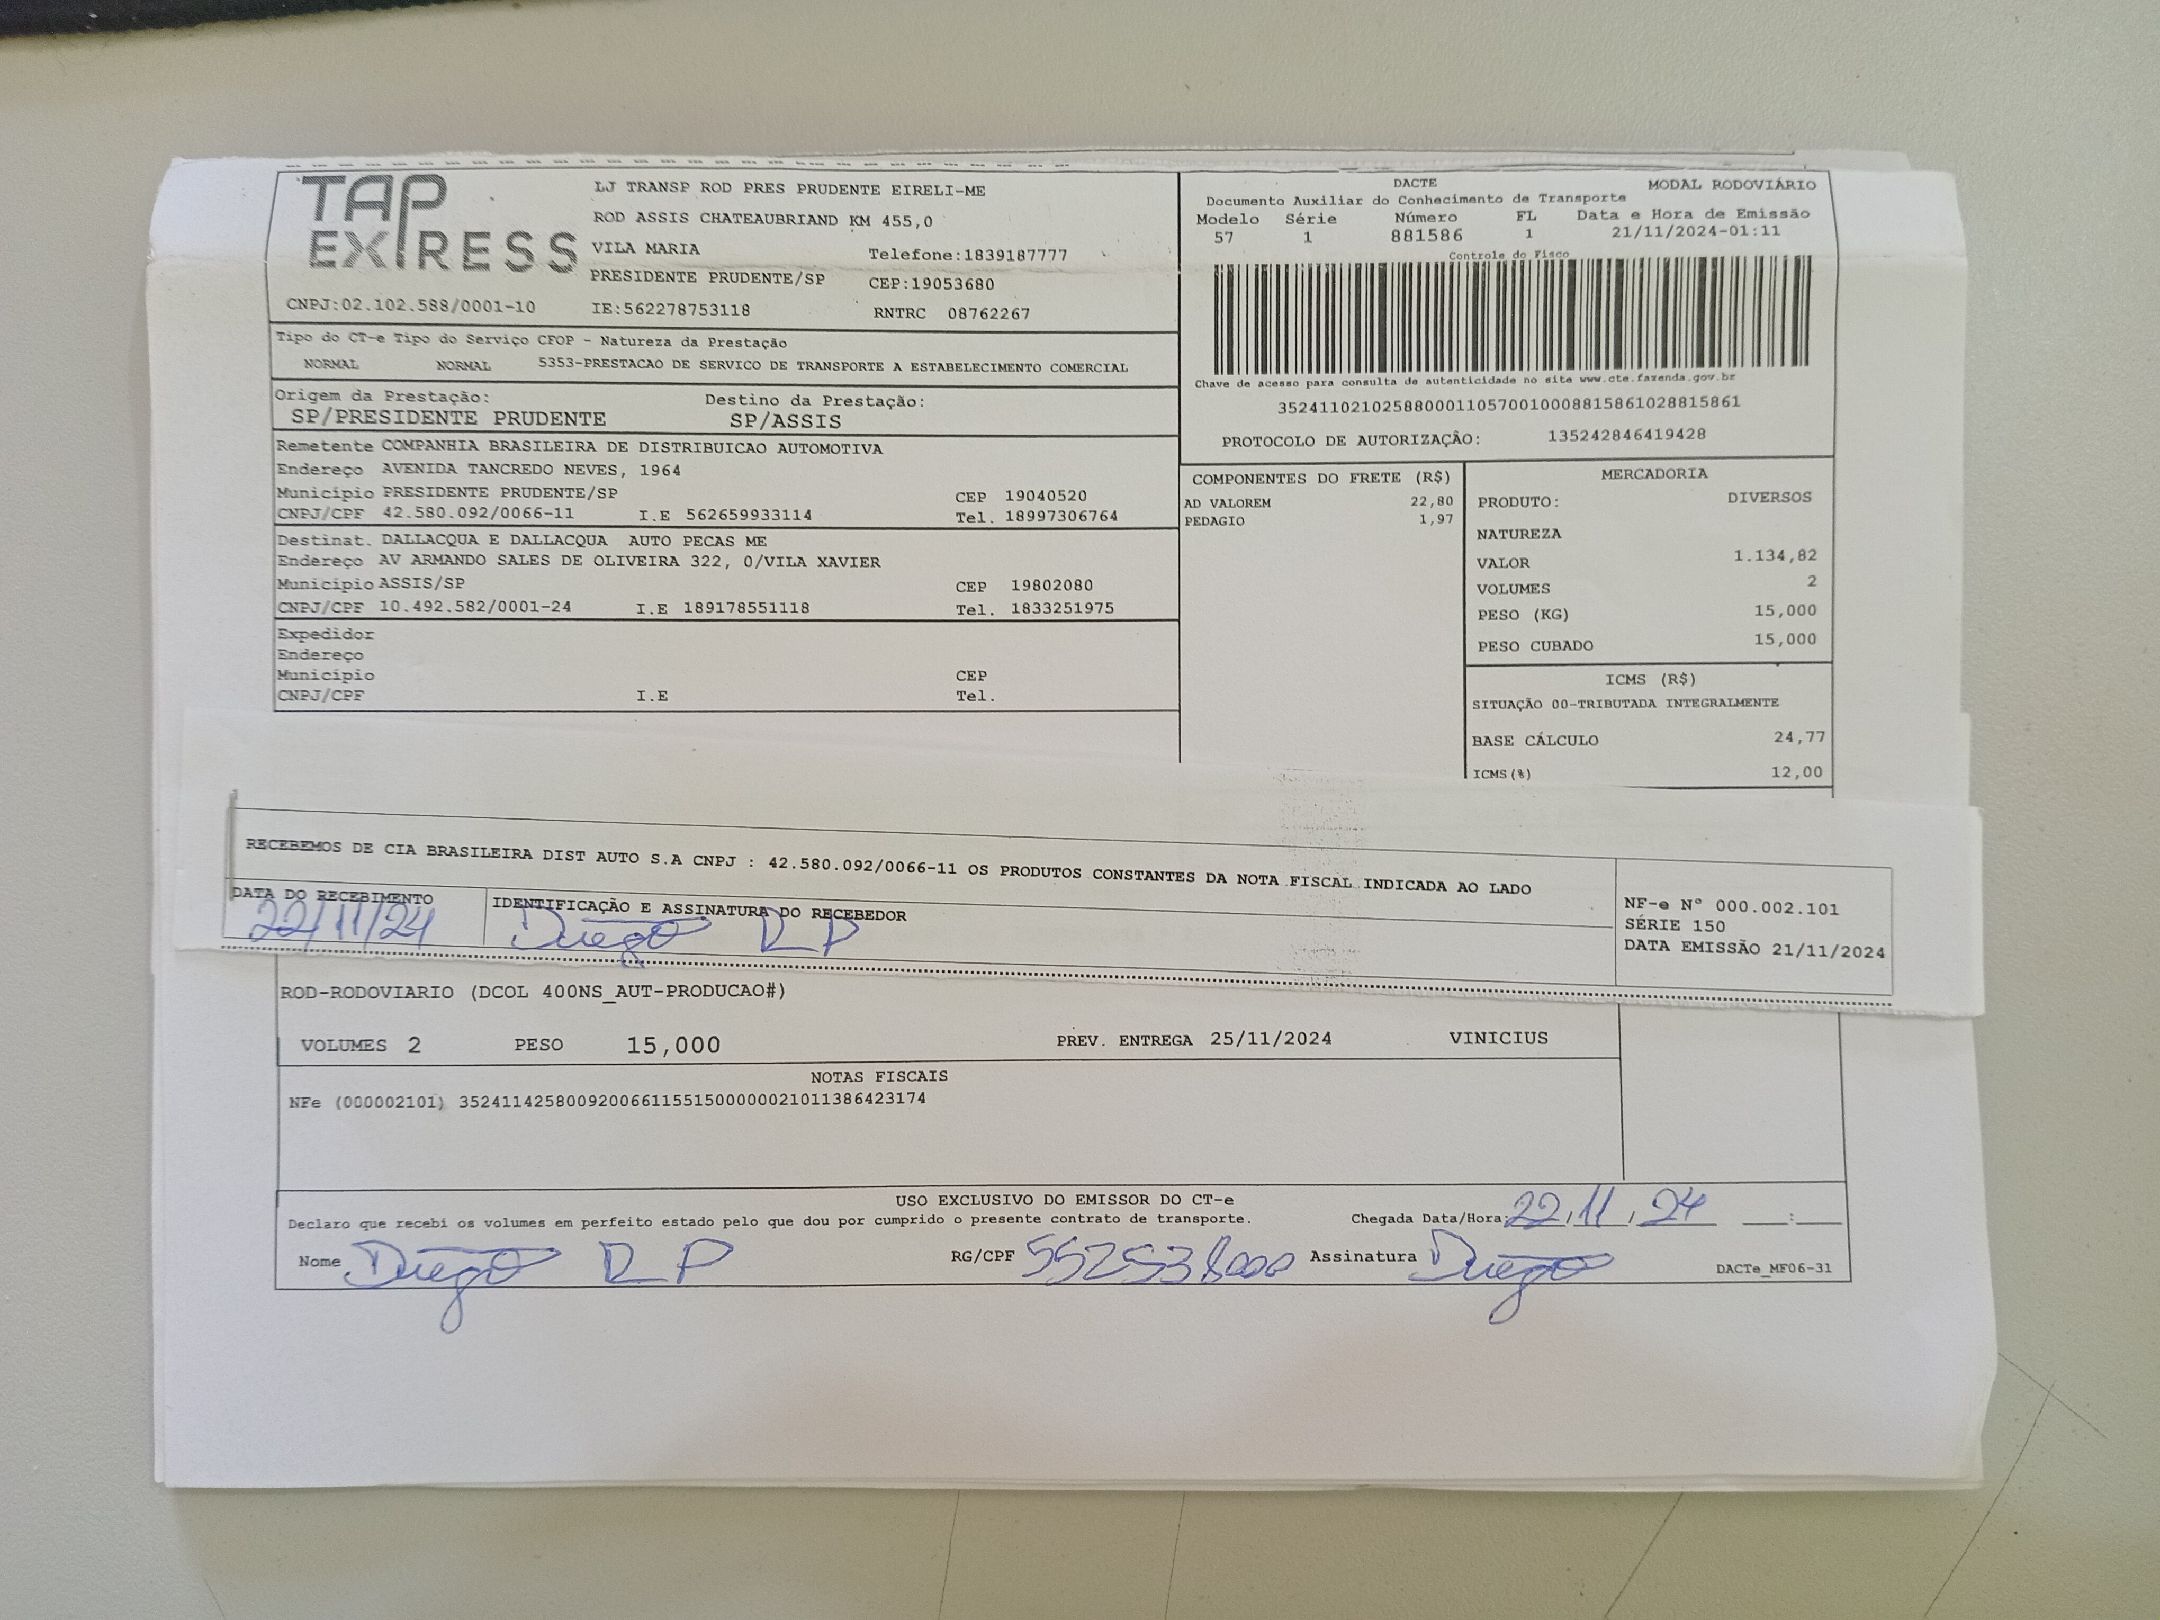 TAP EXPRESS
LJ TRANSP ROD PRES PRUDENTE EIRELI-ME
ROD ASSIS CHATEAUBRIAND KM 455,0
VILA MARIA Telefone:1839187777
PRESIDENTE PRUDENTE/SP CEP:19053680
CNPJ:02.102.588/0001-10 IE:562278753118 RNTRC 08762267
DACTE MODAL RODOVIÁRIO
Documento Auxiliar do Conhecimento de Transporte
Modelo Série Número FL Data e Hora de Emissão
57 1 881586 1 21/11/2024-01:11
Controle do Fisco
Chave de acesso para consulta de autenticidade no site www.cte.fazenda.gov.br
35241102102588000110570010008815861028815861
PROTOCOLO DE AUTORIZAÇÃO: 135242846419428
Tipo do CT-e Tipo do Serviço CFOP - Natureza da Prestação
NORMAL NORMAL 5353-PRESTACAO DE SERVICO DE TRANSPORTE A ESTABELECIMENTO COMERCIAL
Origem da Prestação: Destino da Prestação:
SP/PRESIDENTE PRUDENTE SP/ASSIS
Remetente COMPANHIA BRASILEIRA DE DISTRIBUICAO AUTOMOTIVA
Endereço AVENIDA TANCREDO NEVES, 1964
Município PRESIDENTE PRUDENTE/SP CEP 19040520
CNPJ/CPF 42.580.092/0066-11 I.E 562659933114 Tel. 18997306764
Destinat. DALLACQUA E DALLACQUA AUTO PECAS ME
Endereço AV ARMANDO SALES DE OLIVEIRA 322, 0/VILA XAVIER
Município ASSIS/SP CEP 19802080
CNPJ/CPF 10.492.582/0001-24 I.E 189178551118 Tel. 1833251975
Expedidor
Endereço
Município CEP
CNPJ/CPF I.E Tel.
COMPONENTES DO FRETE (R$)
AD VALOREM 22,80
PEDAGIO 1,97
MERCADORIA
PRODUTO: DIVERSOS
NATUREZA
VALOR 1.134,82
VOLUMES 2
PESO (KG) 15,000
PESO CUBADO 15,000
ICMS (R$)
SITUAÇÃO 00-TRIBUTADA INTEGRALMENTE
BASE CÁLCULO 24,77
ICMS(%) 12,00
RECEBEMOS DE CIA BRASILEIRA DIST AUTO S.A CNPJ : 42.580.092/0066-11 OS PRODUTOS CONSTANTES DA NOTA FISCAL INDICADA AO LADO
DATA DO RECEBIMENTO IDENTIFICAÇÃO E ASSINATURA DO RECEBEDOR
22/11/24 Diego R P
NF-e Nº 000.002.101
SÉRIE 150
DATA EMISSÃO 21/11/2024
ROD-RODOVIARIO (DCOL 400NS_AUT-PRODUCAO#)
VOLUMES 2 PESO 15,000 PREV. ENTREGA 25/11/2024 VINICIUS
NOTAS FISCAIS
NFe (000002101) 35241142580092006611551500000021011386423174
USO EXCLUSIVO DO EMISSOR DO CT-e
Declaro que recebi os volumes em perfeito estado pelo que dou por cumprido o presente contrato de transporte. Chegada Data/Hora: 22/11/24 __:__
Nome Diego R P RG/CPF 552538000 Assinatura Diego
DACTe_MF06-31